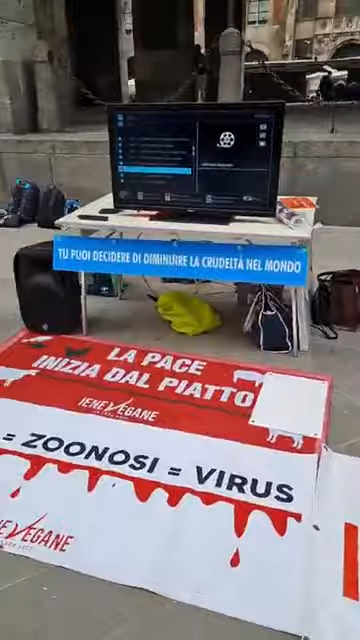 TU PUOI DECIDERE DI DIMINUIRE LA CRUDELTÀ NEL MONDO
LA PACE
INIZIA DAL PIATTO
IENE VEGANE
= ZOONOSI = VIRUS
VEGANE